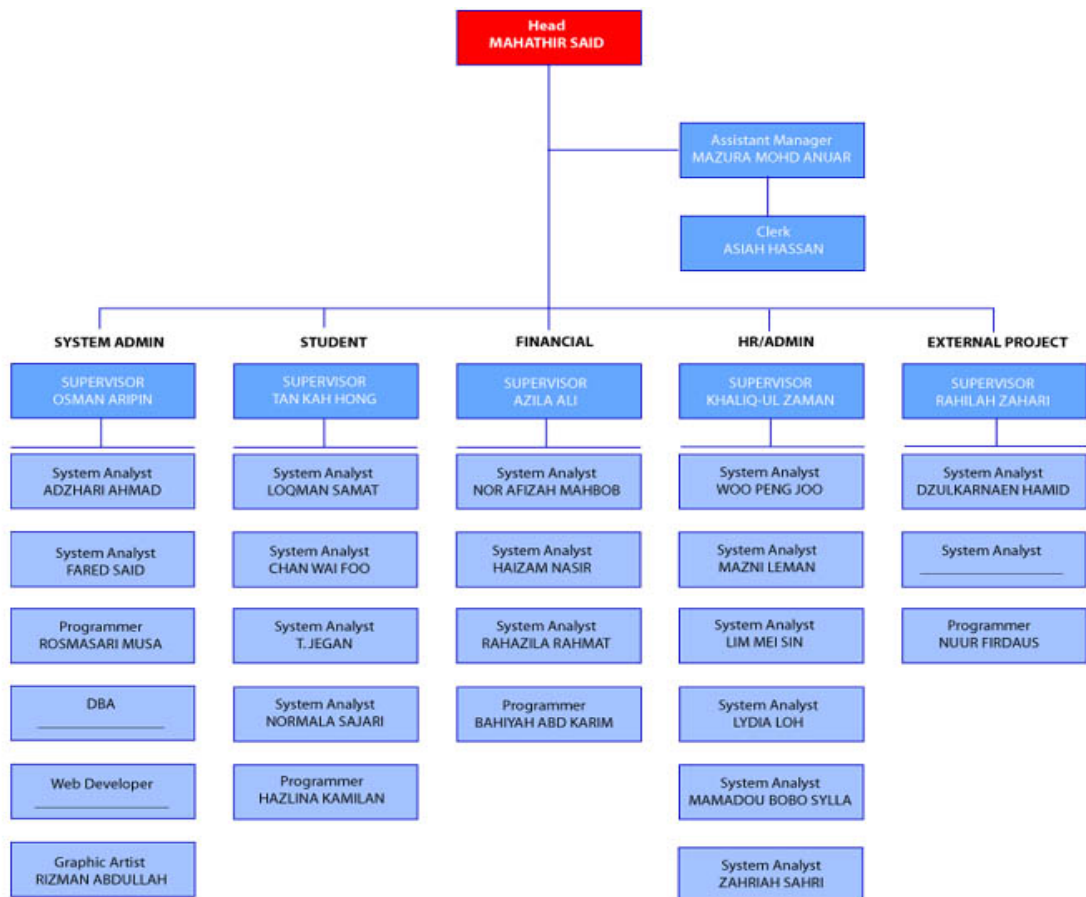 Head
MAHATHIR SAID
Assistant Manager
MAZURA MOHD ANUAR
Clerk
ASIAH HASSAN
SYSTEM ADMIN
SUPERVISOR
OSMAN ARIPIN
System Analyst
ADZHARI AHMAD
System Analyst
FARED SAID
Programmer
ROSMASARI MUSA
DBA
Web Developer
Graphic Artist
RIZMAN ABDULLAH
STUDENT
SUPERVISOR
TAN KAH HONG
System Analyst
LOQMAN SAMAT
System Analyst
CHAN WAI FOO
System Analyst
T. JEGAN
System Analyst
NORMALA SAJARI
Programmer
HAZLINA KAMILAN
FINANCIAL
SUPERVISOR
AZILA ALI
System Analyst
NOR AFIZAH MAHBOB
System Analyst
HAIZAM NASIR
System Analyst
RAHAZILA RAHMAT
Programmer
BAHIYAH ABD KARIM
HR/ADMIN
SUPERVISOR
KHALIQ-UL ZAMAN
System Analyst
WOO PENG JOO
System Analyst
MAZNI LEMAN
System Analyst
LIM MEI SIN
System Analyst
LYDIA LOH
System Analyst
MAMADOU BOBO SYLLA
System Analyst
ZAHRIAH SAHRI
EXTERNAL PROJECT
SUPERVISOR
RAHILAH ZAHARI
System Analyst
DZULKARNAEN HAMID
System Analyst
Programmer
NUUR FIRDAUS